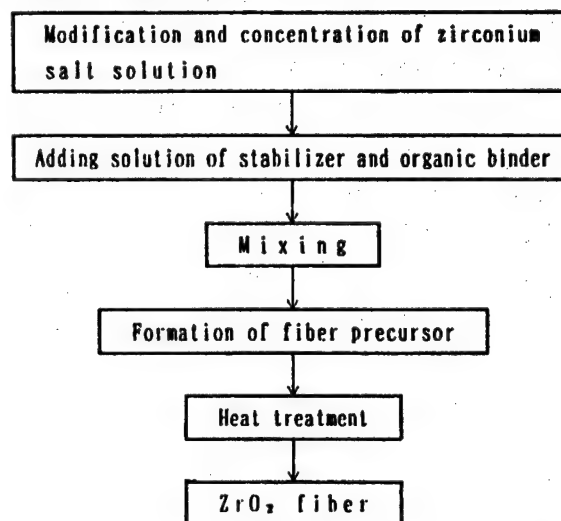 Modification and concentration of zirconium
salt solution
Adding solution of stabilizer and organic binder
Mixing
Formation of fiber precursor
Heat treatment
ZrO₂ fiber